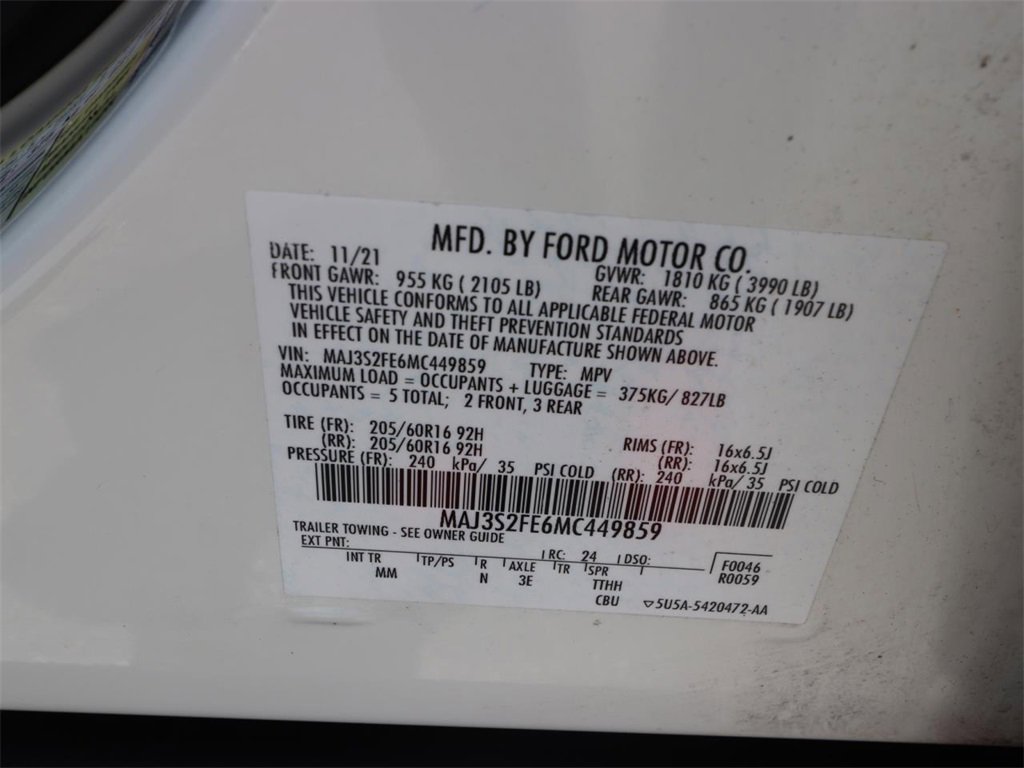 MFD. BY FORD MOTOR CO.
DATE: 11/21 GVWR: 1810 KG ( 3990 LB)
FRONT GAWR: 955 KG ( 2105 LB) REAR GAWR: 865 KG ( 1907 LB)
THIS VEHICLE CONFORMS TO ALL APPLICABLE FEDERAL MOTOR
VEHICLE SAFETY AND THEFT PREVENTION STANDARDS
IN EFFECT ON THE DATE OF MANUFACTURE SHOWN ABOVE.
VIN: MAJ3S2FE6MC449859 TYPE: MPV
MAXIMUM LOAD = OCCUPANTS + LUGGAGE = 375KG/ 827LB
OCCUPANTS = 5 TOTAL; 2 FRONT, 3 REAR
TIRE (FR): 205/60R16 92H RIMS (FR): 16x6.5J
(RR): 205/60R16 92H (RR): 16x6.5J
PRESSURE (FR): 240 kPa/ 35 PSI COLD (RR): 240 kPa/ 35 PSI COLD
MAJ3S2FE6MC449859
TRAILER TOWING - SEE OWNER GUIDE
EXT PNT: RC: 24 DSO: F0046
INT TR TP/PS R AXLE TR SPR R0059
MM N 3E TTHH
CBU ▽5U5A-5420472-AA